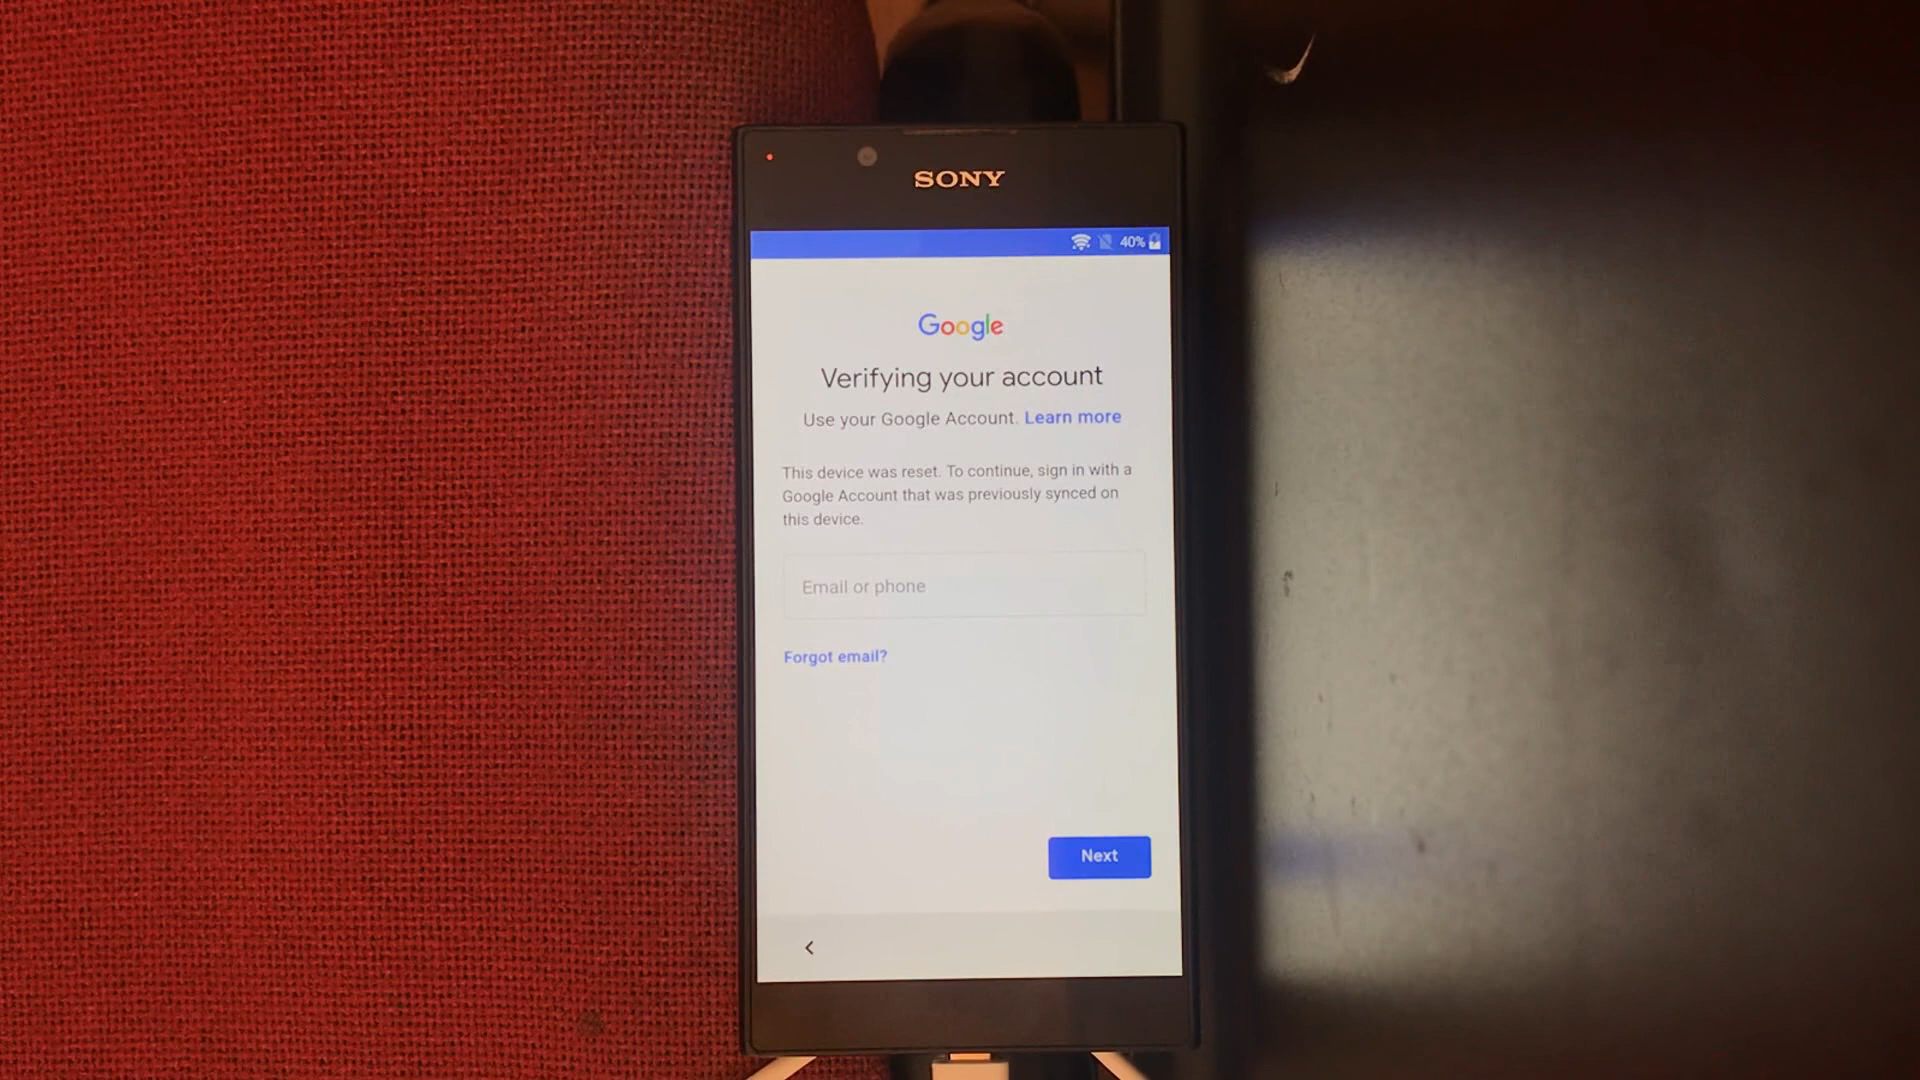 SONY
40%
Google
Verifying your account
Use your Google Account. Learn more
This device was reset. To continue, sign in with a
Google Account that was previously synced on
this device.
Email or phone
Forgot email?
Next